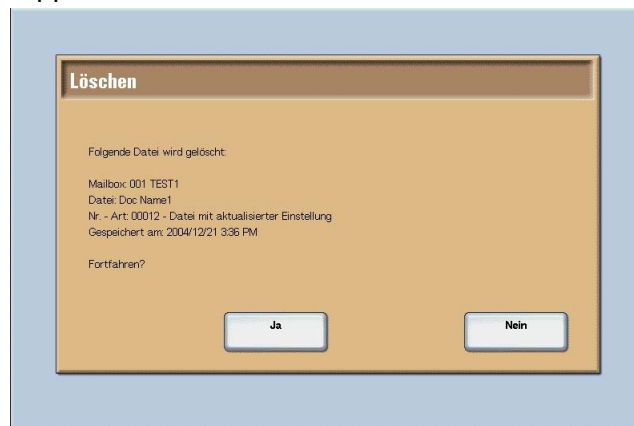 Löschen
Folgende Datei wird gelöscht:
Mailbox: 001 TEST1
Datei: Doc Name1
Nr. - Art: 00012 - Datei mit aktualisierter Einstellung
Gespeichert am: 2004/12/21 3:36 PM
Fortfahren?
Ja
Nein